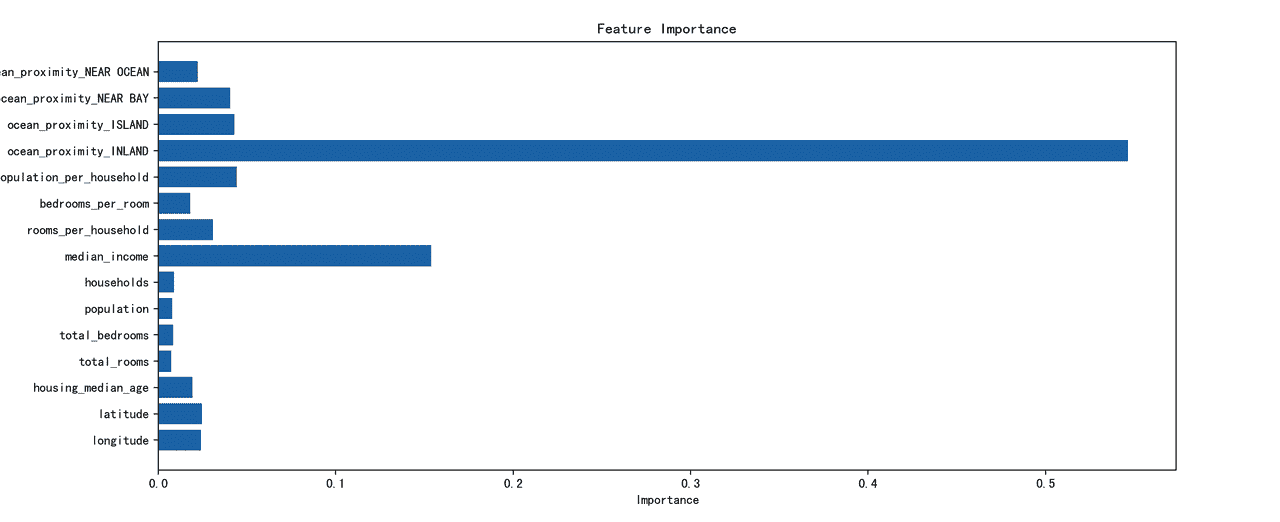 Feature Importance
ean_proximity_NEAR OCEAN
cean_proximity_NEAR BAY
ocean_proximity_ISLAND
ocean_proximity_INLAND
opulation_per_household
bedrooms_per_room
rooms_per_household
median_income
households
population
total_bedrooms
total_rooms
housing_median_age
latitude
longitude
0.0 0.1 0.2 0.3 0.4 0.5
Importance